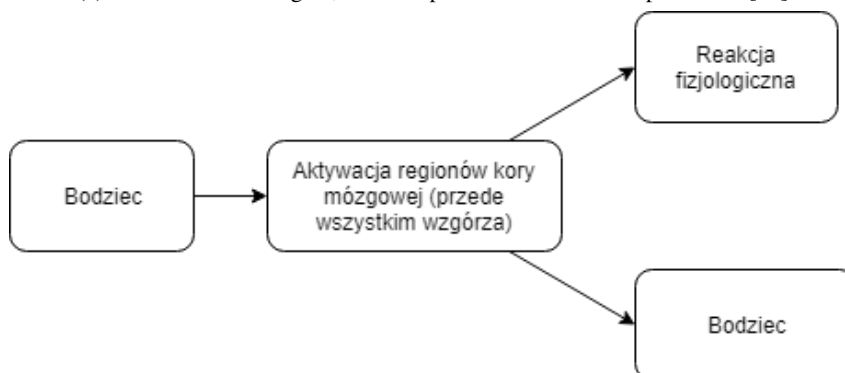 Reakcja
fizjologiczna
Bodziec
Aktywacja regionów kory
mózgowej (przede
wszystkim wzgórza)
Bodziec